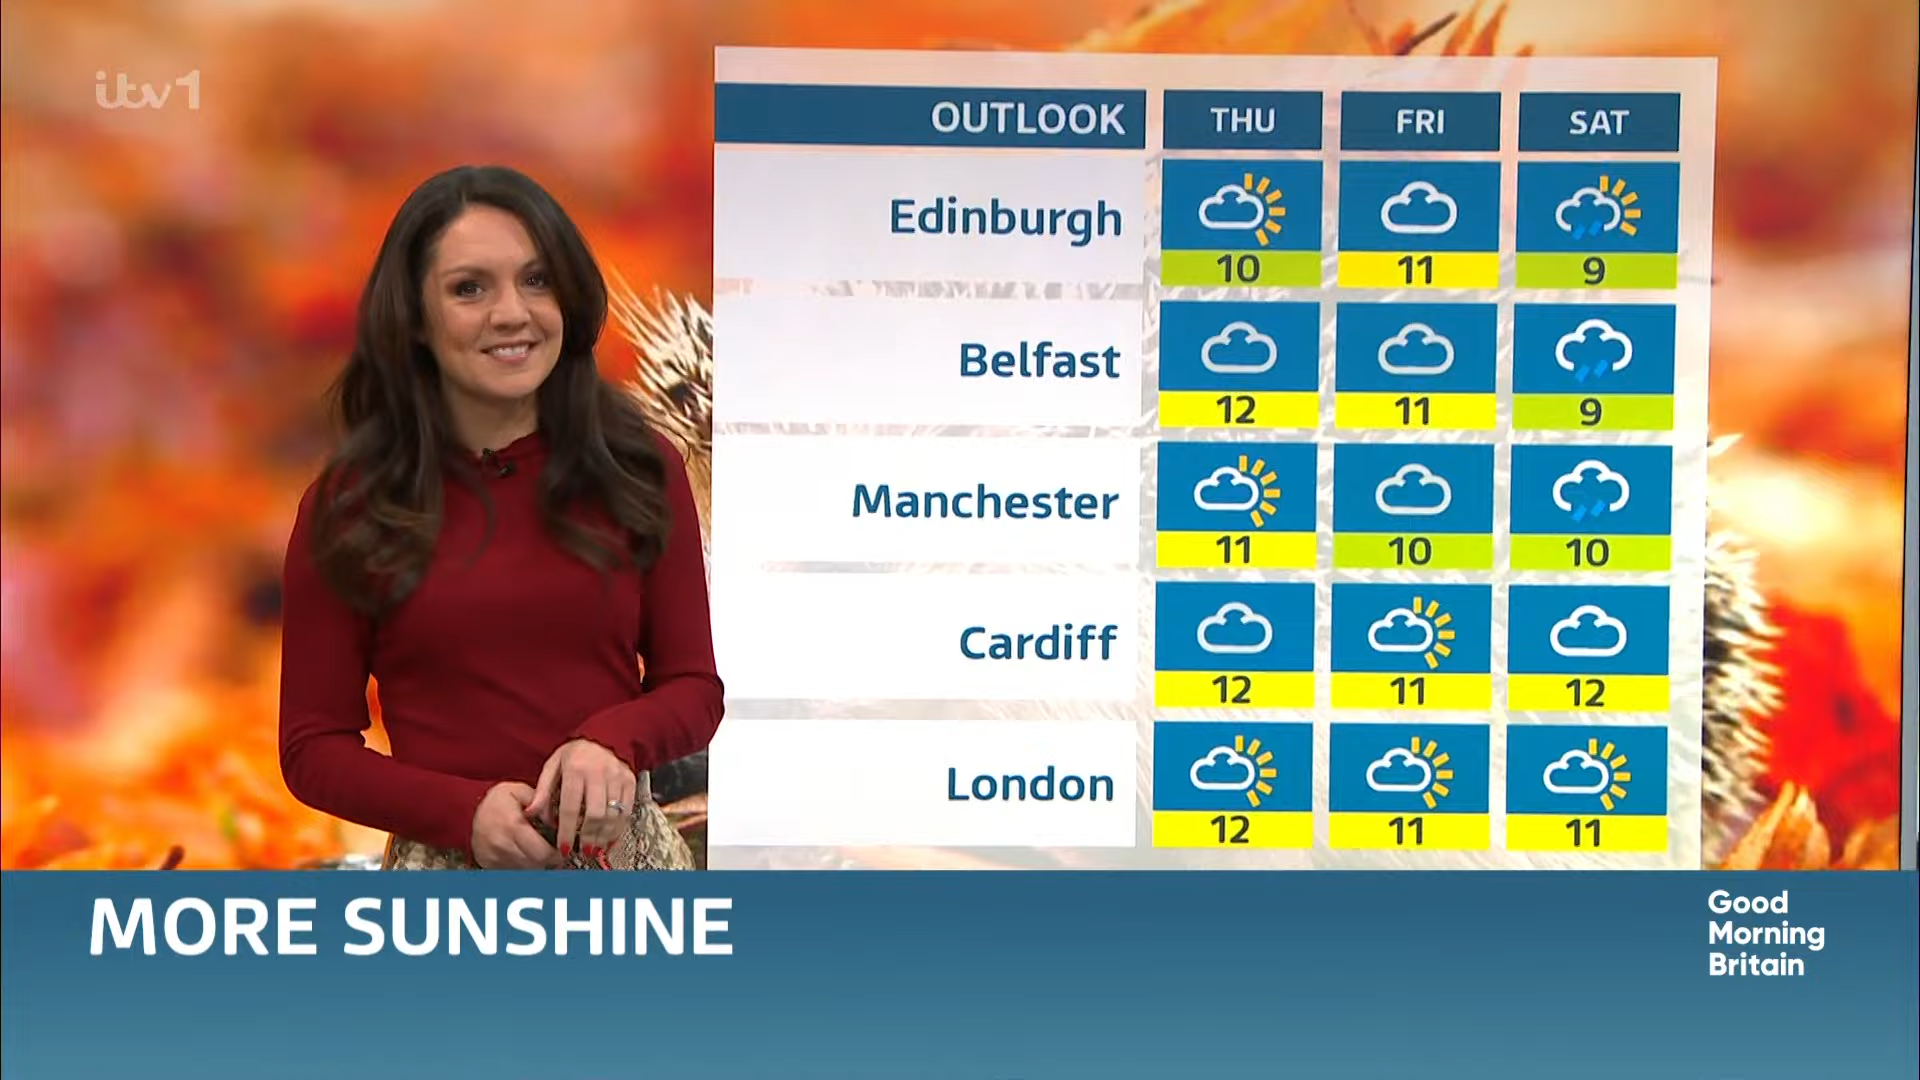 itv1
OUTLOOK THU FRI SAT
Edinburgh
10 11 9
Belfast
12 11 9
Manchester
11 10 10
Cardiff
12 11 12
London
12 11 11
MORE SUNSHINE
Good
Morning
Britain